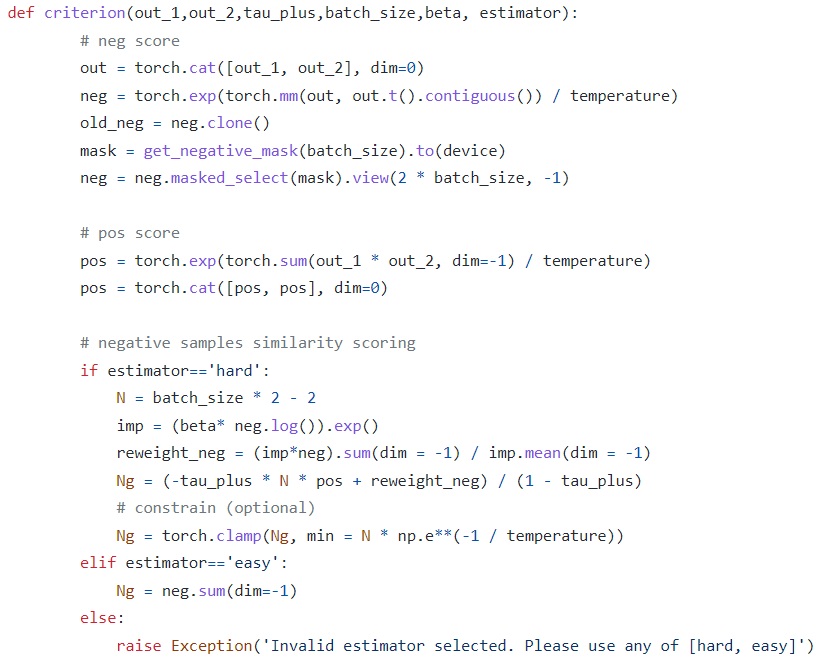 def criterion(out_1,out_2,tau_plus,batch_size,beta, estimator):
        # neg score
        out = torch.cat([out_1, out_2], dim=0)
        neg = torch.exp(torch.mm(out, out.t().contiguous()) / temperature)
        old_neg = neg.clone()
        mask = get_negative_mask(batch_size).to(device)
        neg = neg.masked_select(mask).view(2 * batch_size, -1)

        # pos score
        pos = torch.exp(torch.sum(out_1 * out_2, dim=-1) / temperature)
        pos = torch.cat([pos, pos], dim=0)

        # negative samples similarity scoring
        if estimator=='hard':
            N = batch_size * 2 - 2
            imp = (beta* neg.log()).exp()
            reweight_neg = (imp*neg).sum(dim = -1) / imp.mean(dim = -1)
            Ng = (-tau_plus * N * pos + reweight_neg) / (1 - tau_plus)
            # constrain (optional)
            Ng = torch.clamp(Ng, min = N * np.e**(-1 / temperature))
        elif estimator=='easy':
            Ng = neg.sum(dim=-1)
        else:
            raise Exception('Invalid estimator selected. Please use any of [hard, easy]')